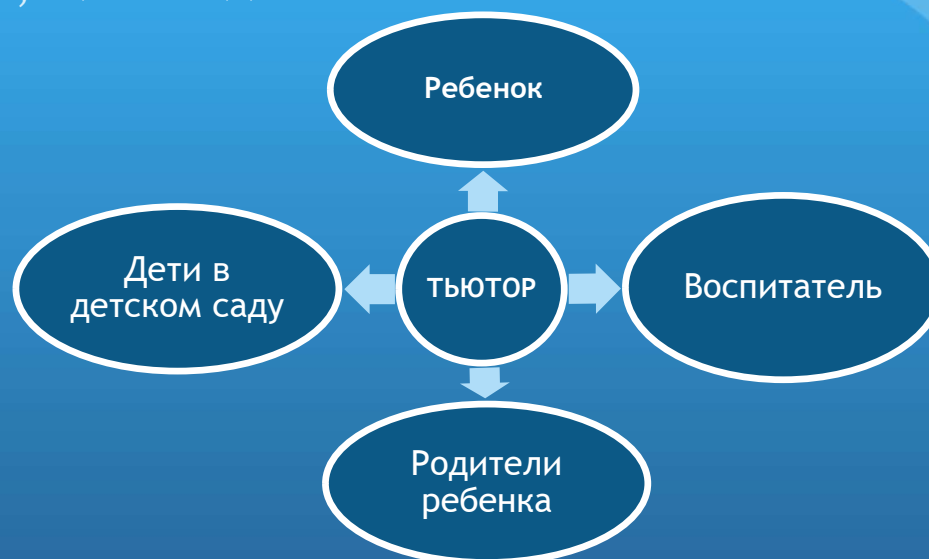 Ребенок
Дети в
детском саду
ТЬЮТОР
Воспитатель
Родители
ребенка